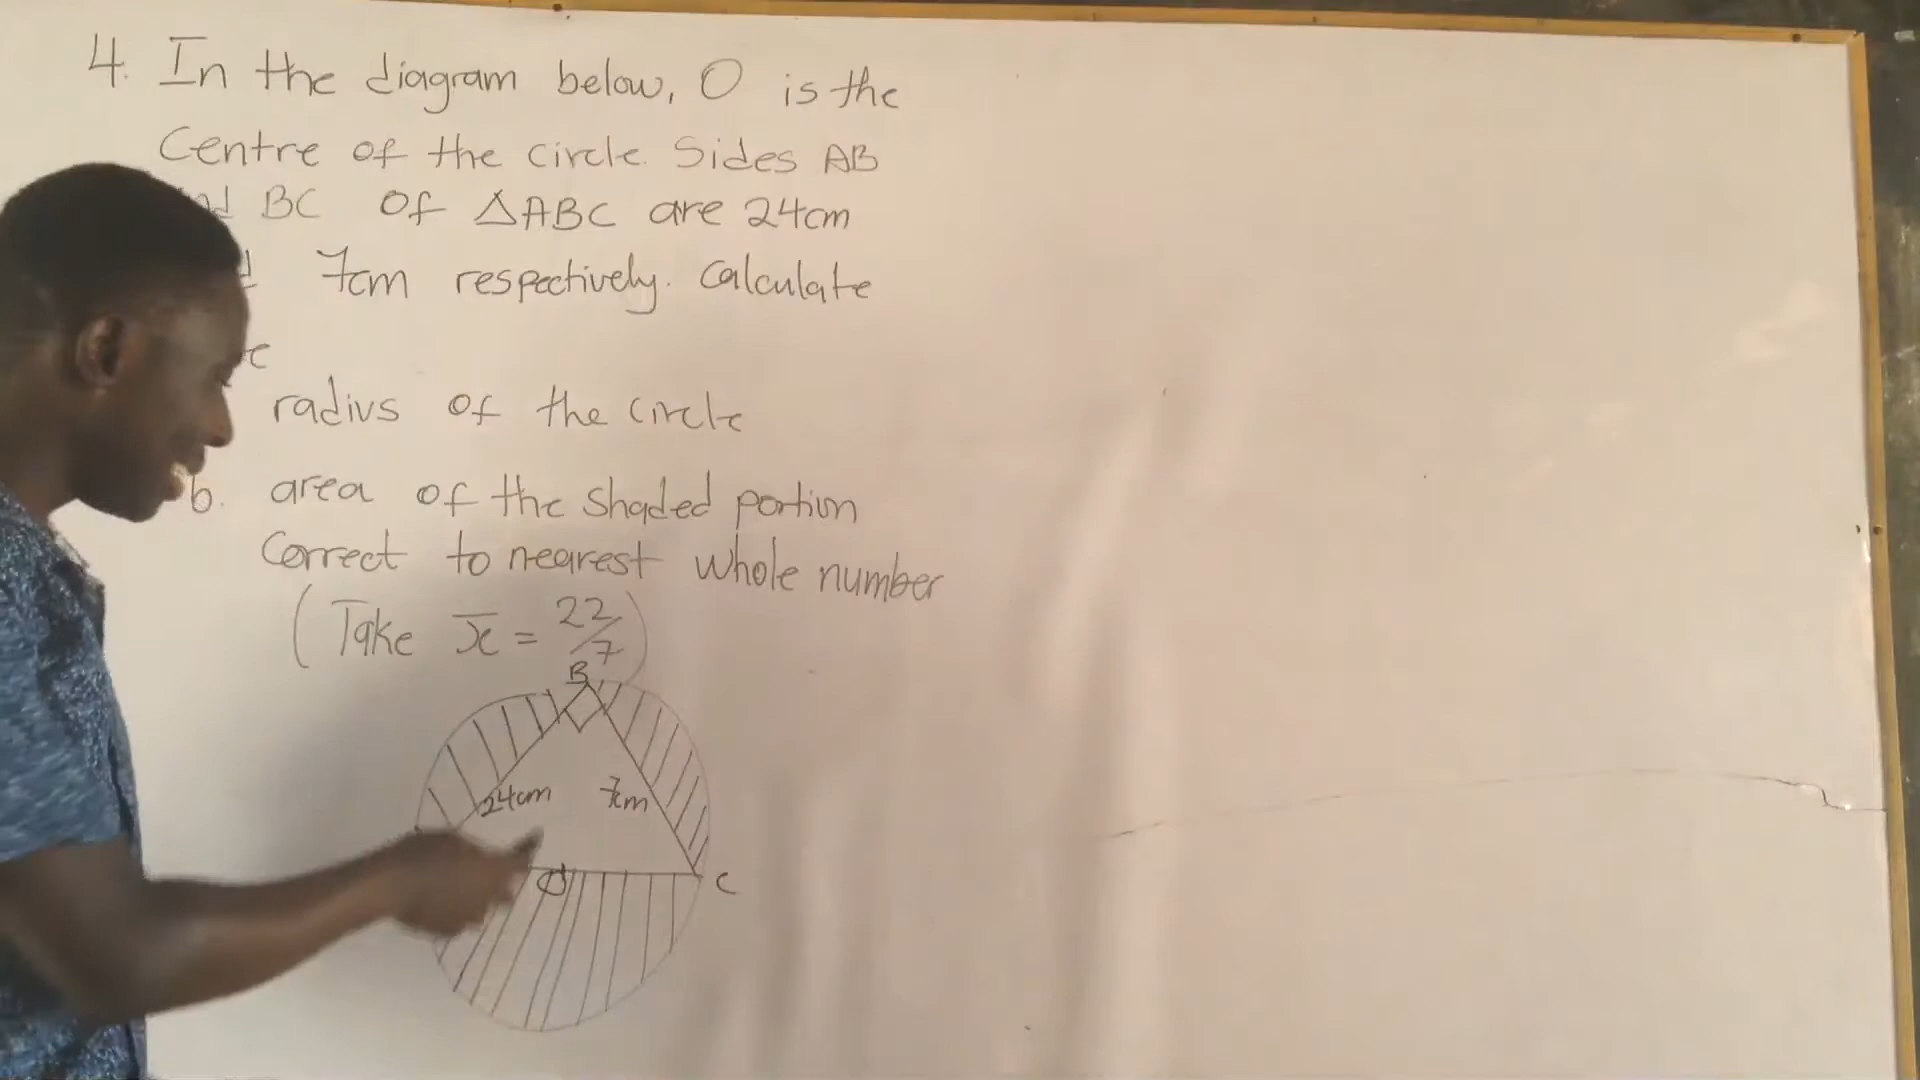 4. In the diagram below, O is the
Centre of the circle. Sides AB
BC of △ABC are 24cm
7cm respectively. Calculate
radius of the circle
b. area of the shaded portion
Correct to nearest whole number
(Take π = 22/7)
B
24cm 7cm
O C